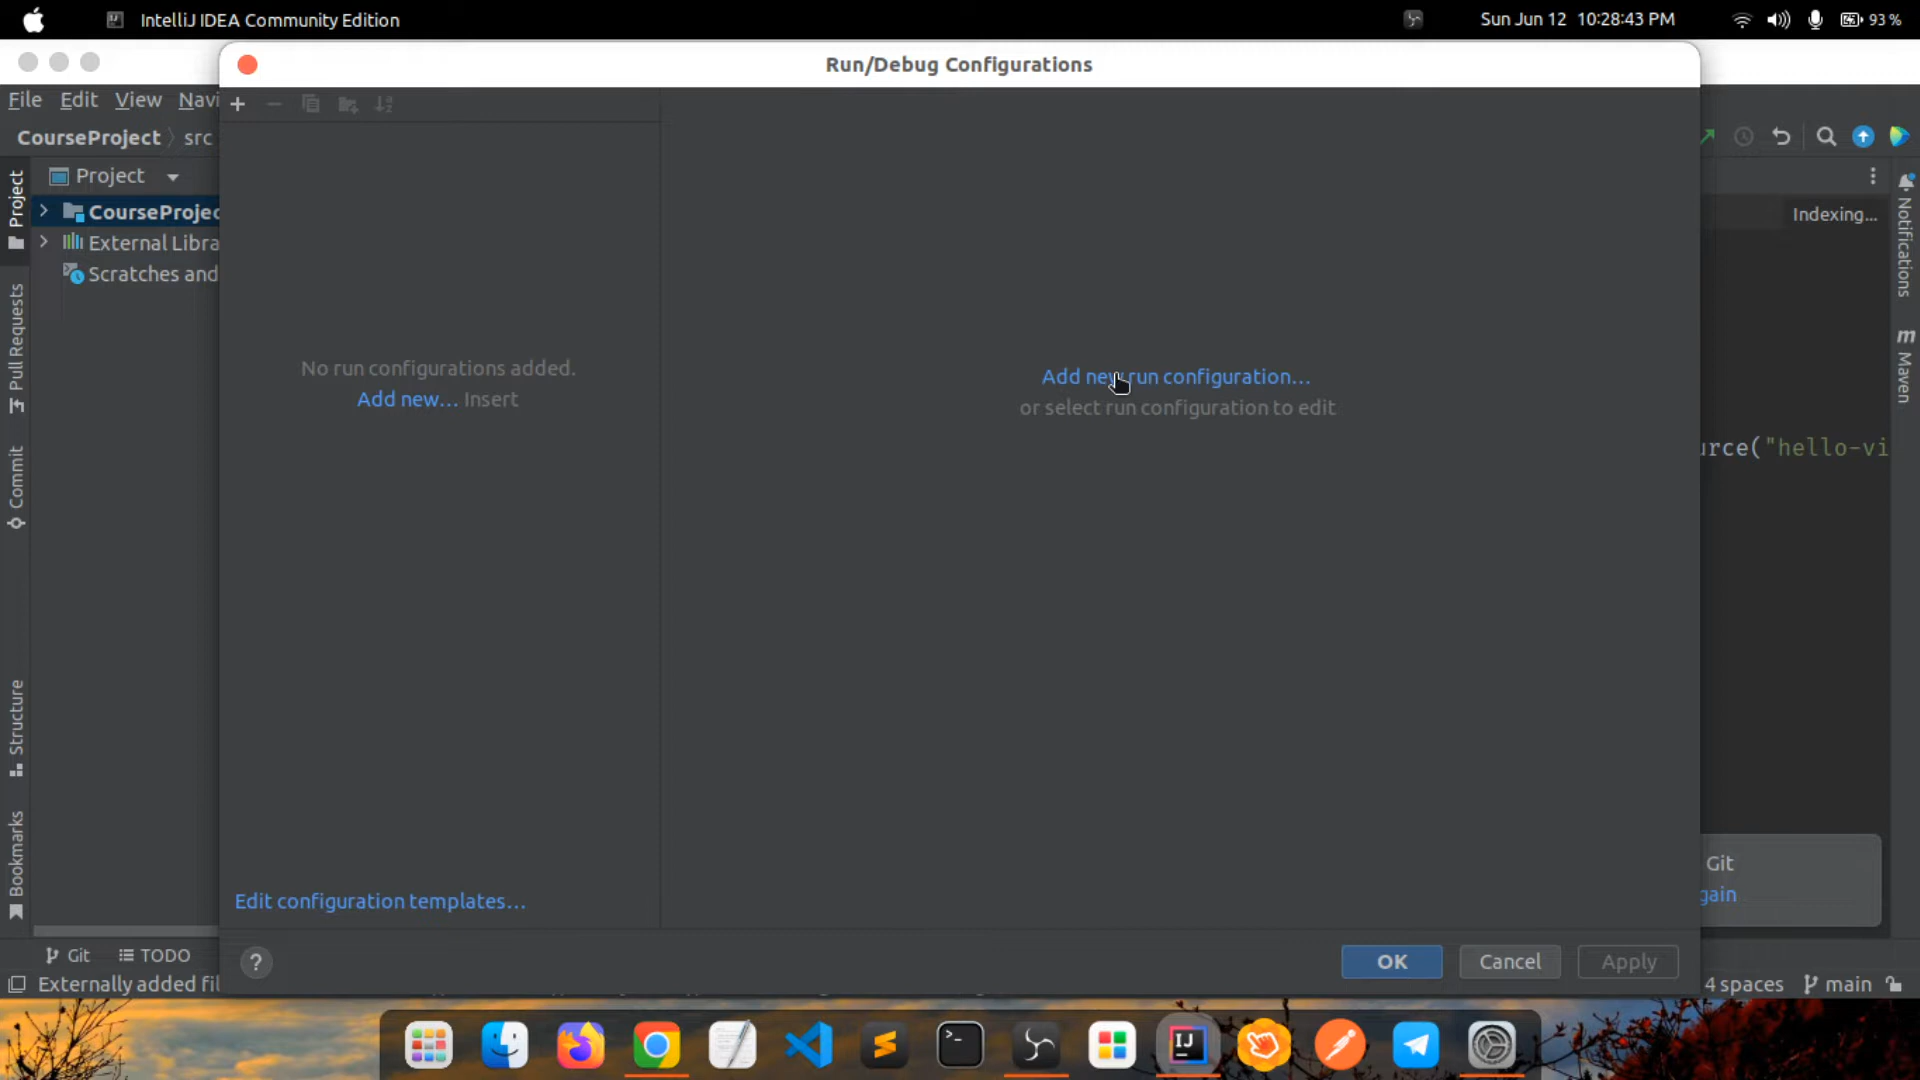 IntelliJ IDEA Community Edition
Sun Jun 12 10:28:43 PM
93 %
Run/Debug Configurations
File Edit View Navi
CourseProject src
Project
CourseProjec
External Libra
Scratches and
Indexing...
Project
Pull Requests
Commit
Structure
Bookmarks
Notifications
m
Maven
No run configurations added.
Add new... Insert
Add new run configuration...
or select run configuration to edit
urce("hello-vi
Edit configuration templates...
Git
gain
?
OK
Cancel
Apply
Git
TODO
Externally added fil
4 spaces
main
IJ